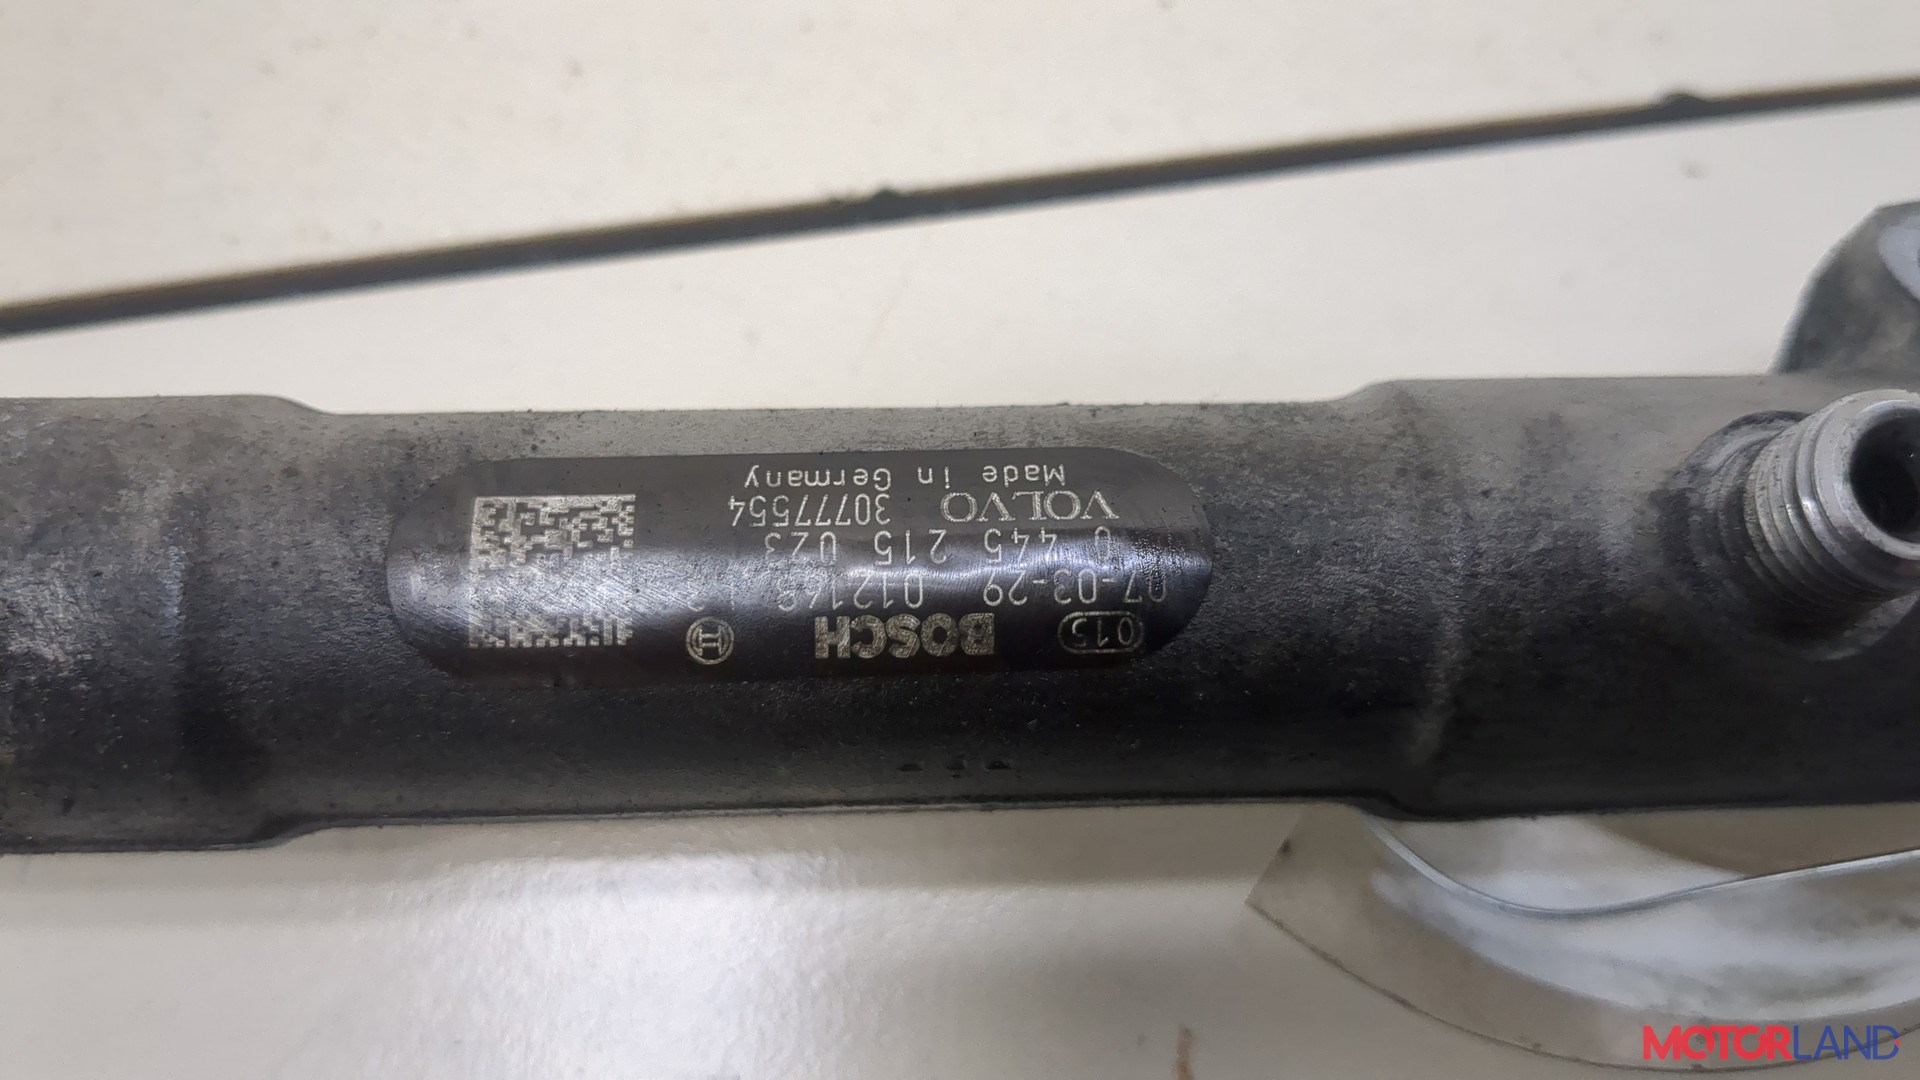 015 BOSCH
07-03-29
0 445 215 023
VOLVO 30777554
Made in Germany
MOTORLAND